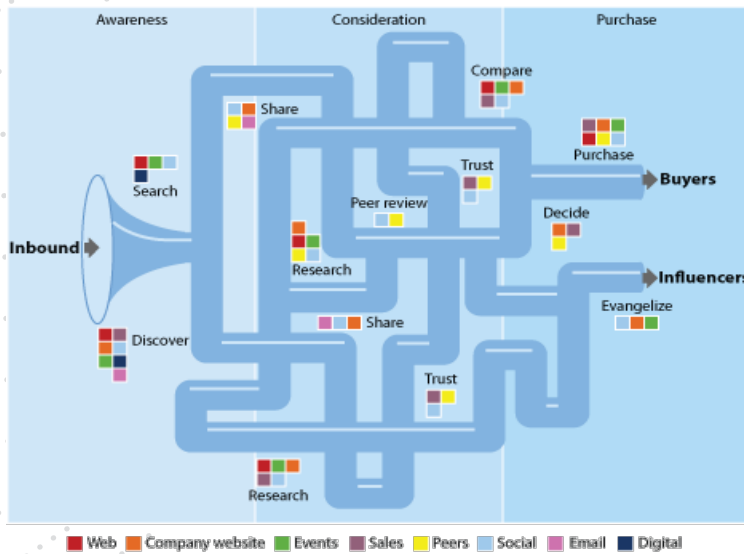 Awareness
Consideration
Purchase
Compare
Share
Purchase
Search
Trust
Buyers
Peer review
Decide
Inbound
Research
Influencers
Evangelize
Share
Discover
Trust
Research
Web Company website Events Sales Peers Social Email Digital